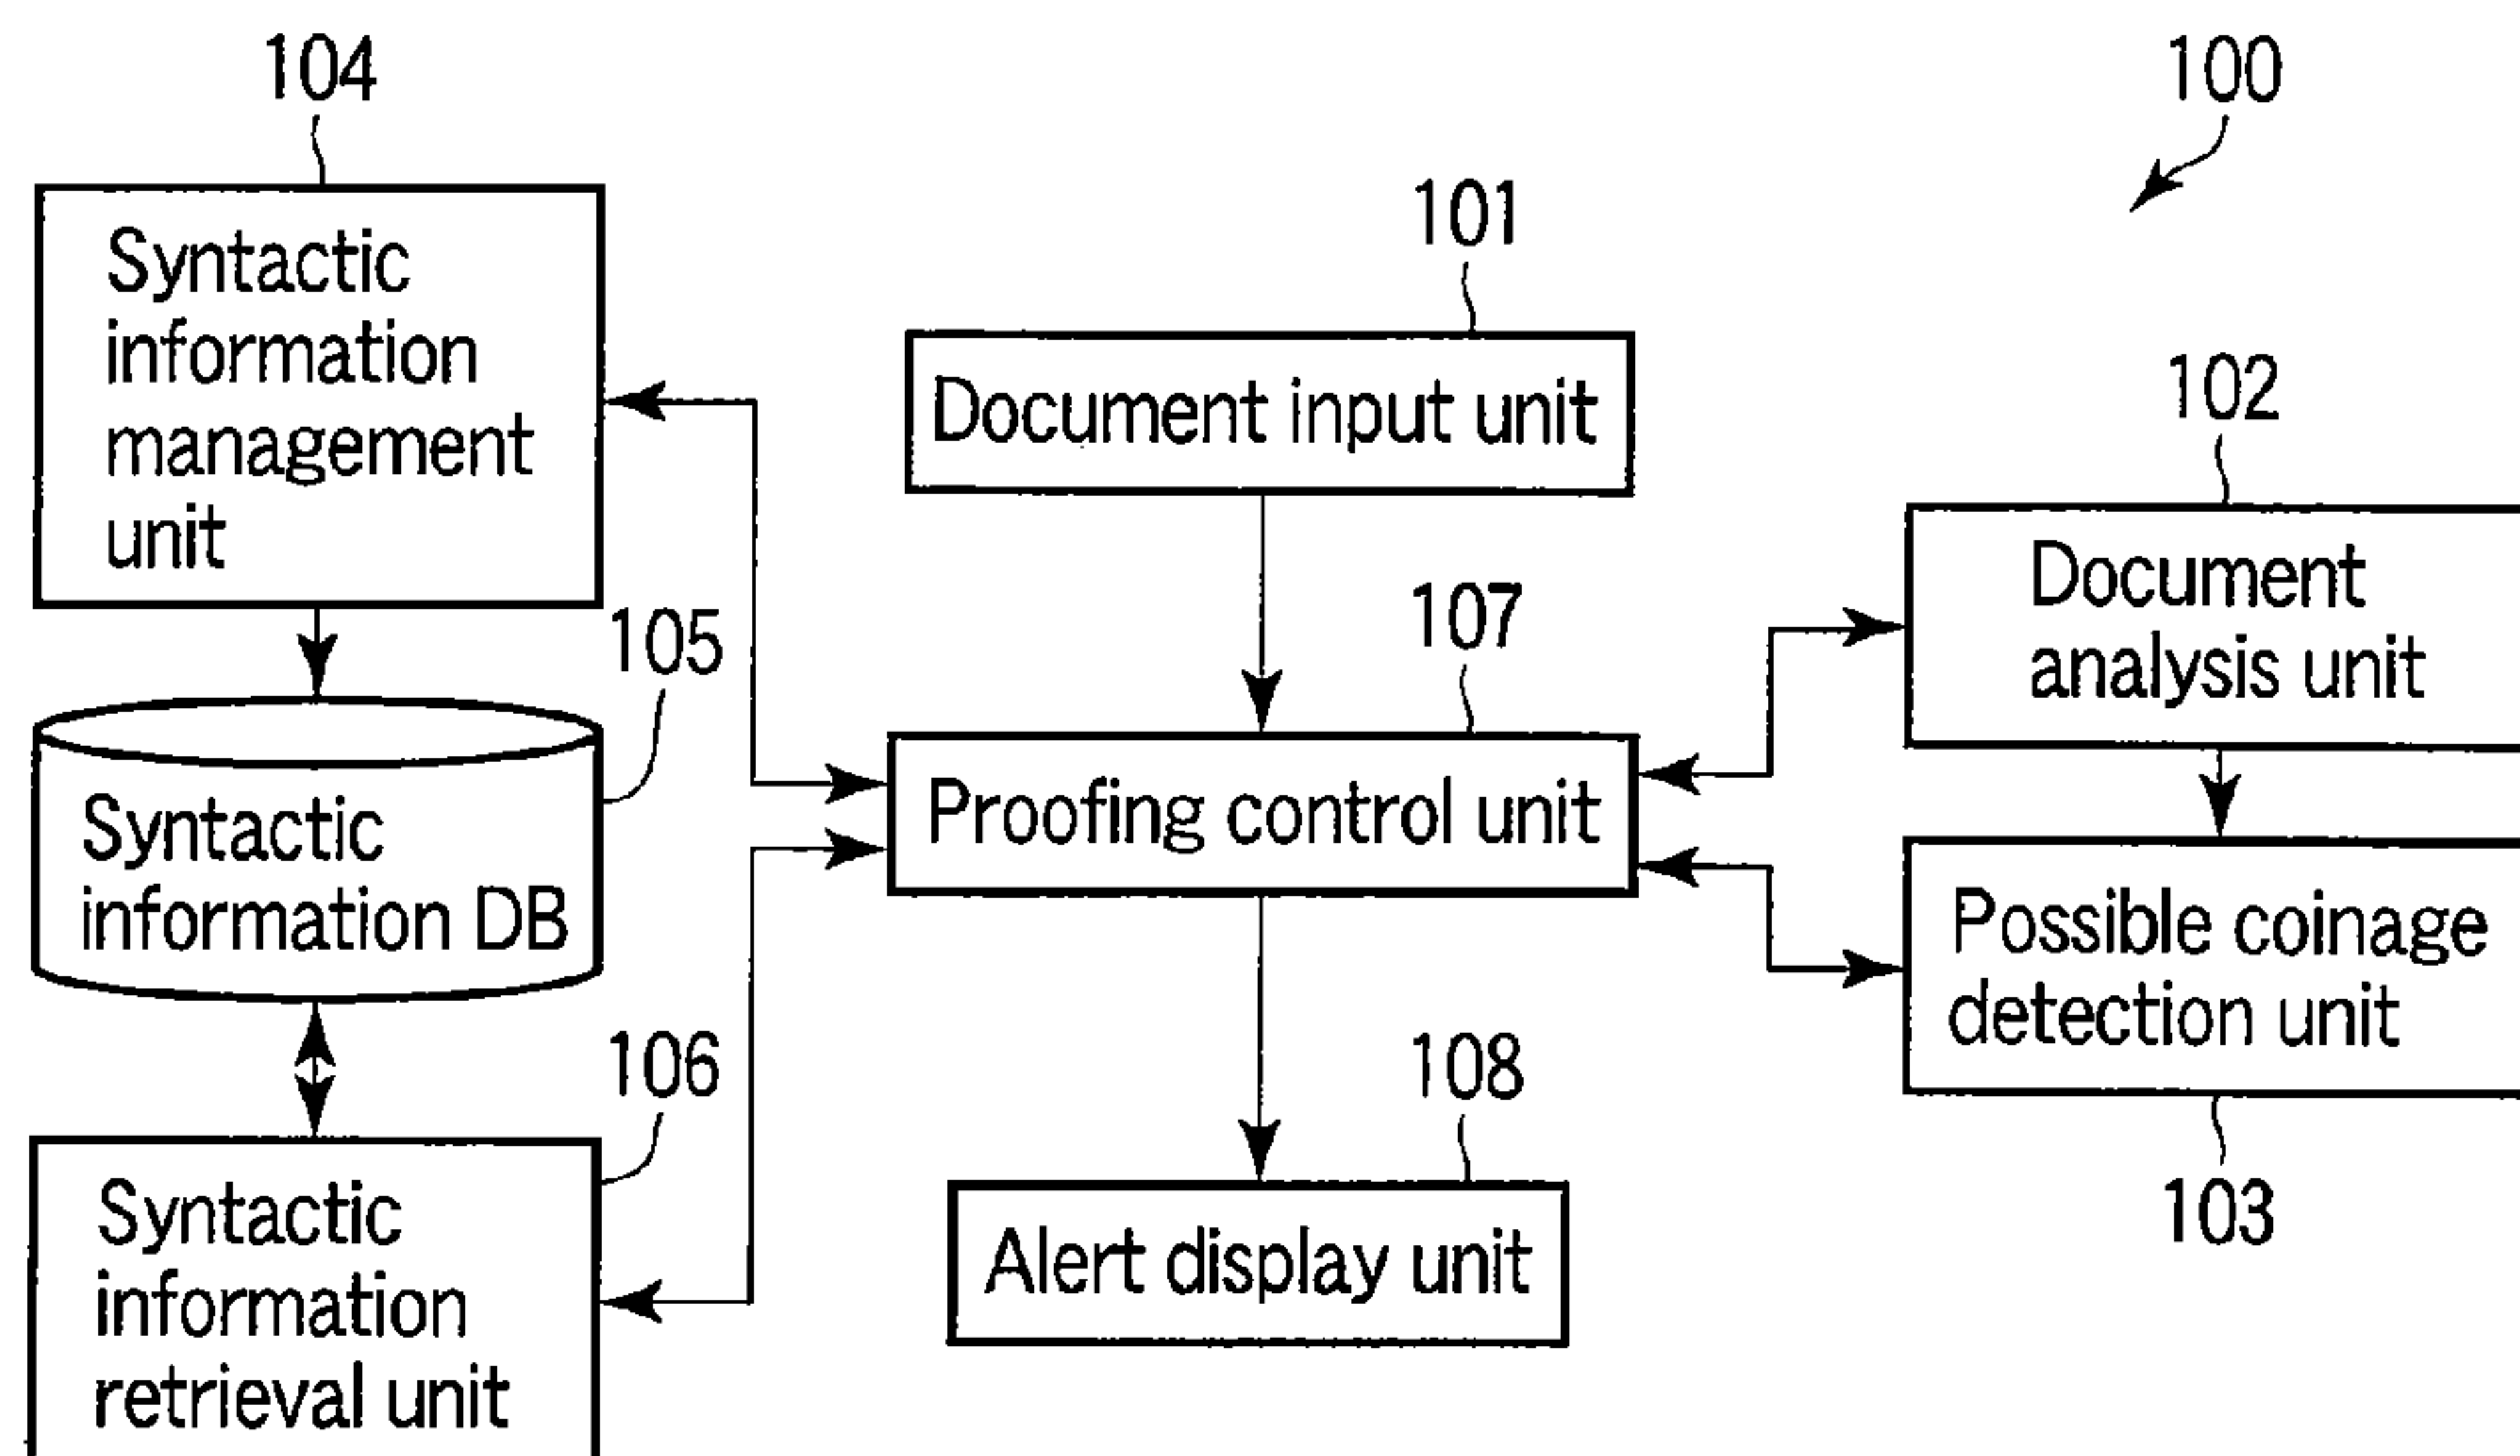 104
Syntactic
information
management
unit
105
Syntactic
information DB
106
Syntactic
information
retrieval unit
101
Document input unit
107
Proofing control unit
108
Alert display unit
100
102
Document
analysis unit
Possible coinage
detection unit
103